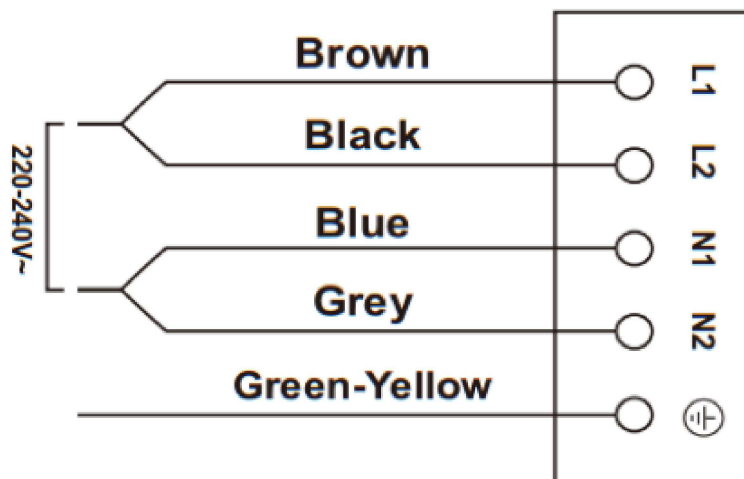 Brown
L1
Black
L2
220-240V~
Blue
N1
Grey
N2
Green-Yellow